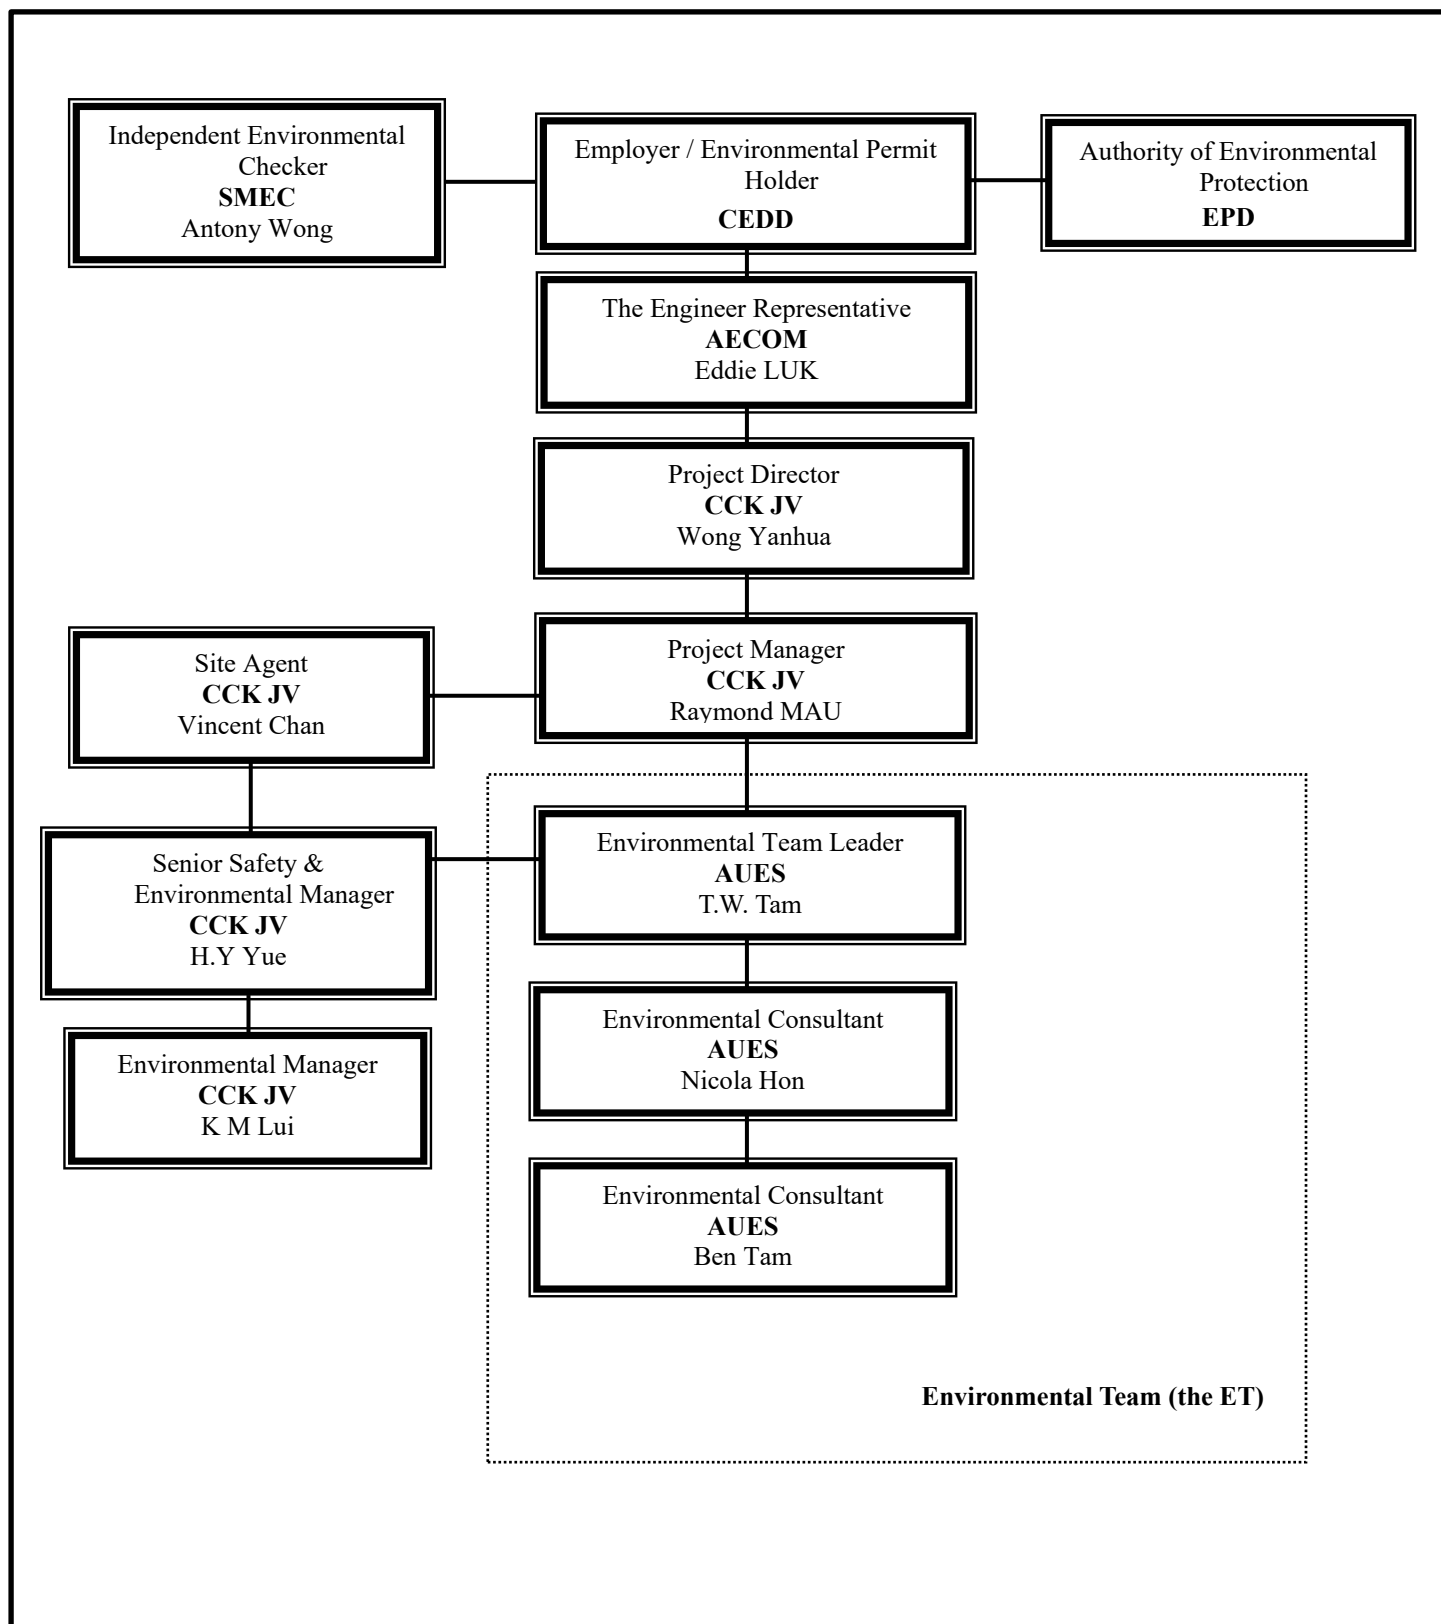 Independent Environmental
Checker
SMEC
Antony Wong
Employer / Environmental Permit
Holder
CEDD
Authority of Environmental
Protection
EPD
The Engineer Representative
AECOM
Eddie LUK
Project Director
CCK JV
Wong Yanhua
Project Manager
CCK JV
Raymond MAU
Site Agent
CCK JV
Vincent Chan
Senior Safety &
Environmental Manager
CCK JV
H.Y Yue
Environmental Team Leader
AUES
T.W. Tam
Environmental Manager
CCK JV
K M Lui
Environmental Consultant
AUES
Nicola Hon
Environmental Consultant
AUES
Ben Tam
Environmental Team (the ET)